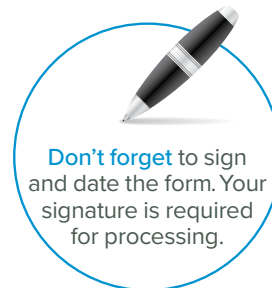 Don’t forget to sign
and date the form. Your
signature is required
for processing.